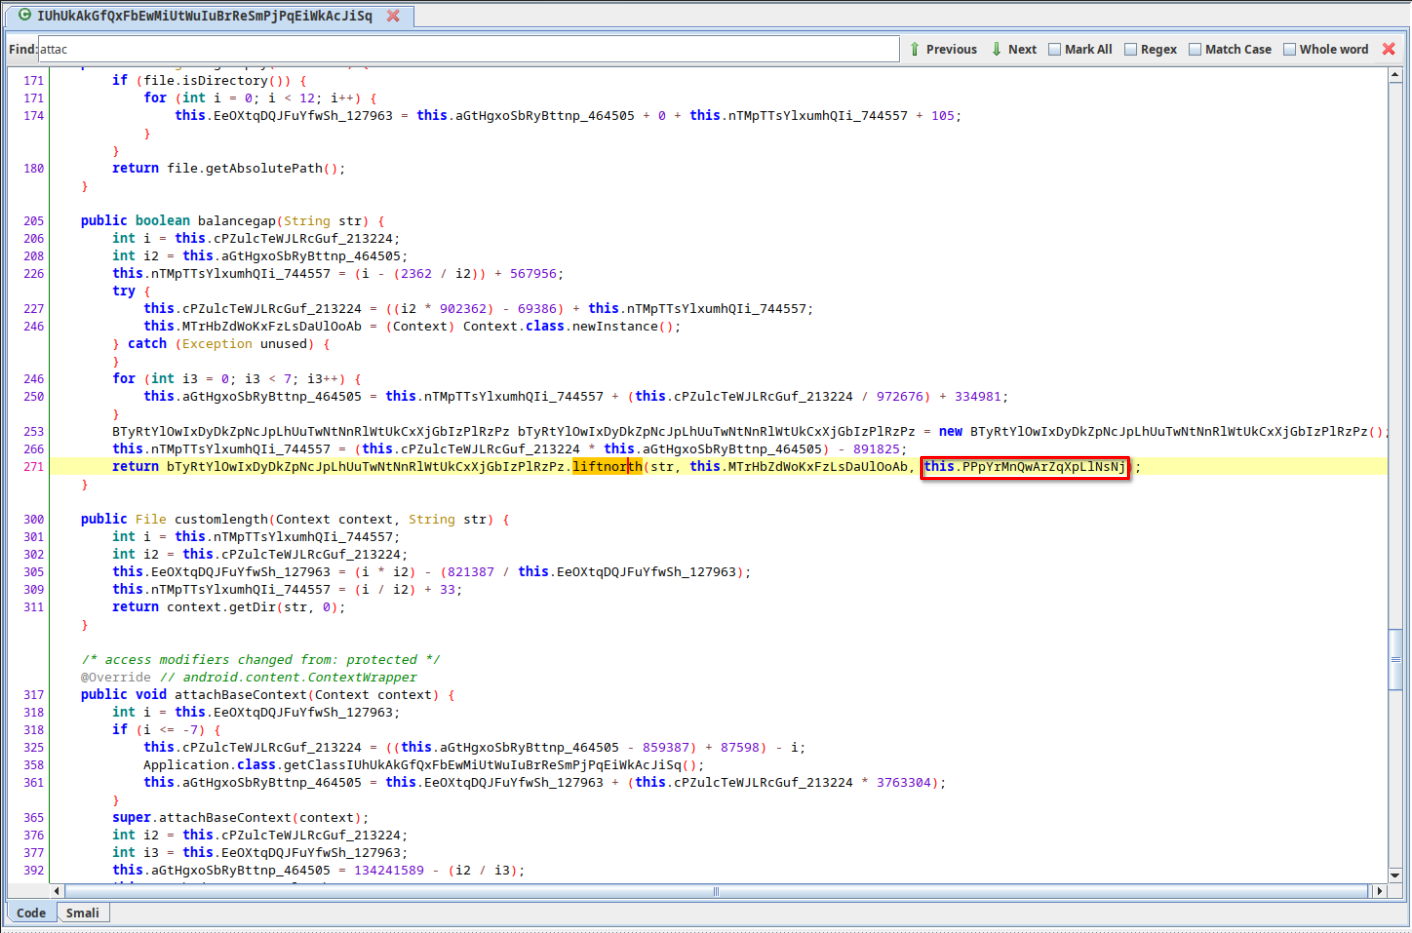 IUhUkAkGfQxFbEwMiUtWuIuBrReSmPjPqEiWkAcJiSq
Find: attac Previous Next Mark All Regex Match Case Whole word
171 if (file.isDirectory()) {
171 for (int i = 0; i < 12; i++) {
174 this.EeOXtqDQJFuYfwSh_127963 = this.aGtHgxoSbRyBttnp_464505 + 0 + this.nTMpTTsYlxumhQIi_744557 + 105;
}
}
180 return file.getAbsolutePath();
}
205 public boolean balancegap(String str) {
206 int i = this.cPZulcTeWJLRcGuf_213224;
208 int i2 = this.aGtHgxoSbRyBttnp_464505;
226 this.nTMpTTsYlxumhQIi_744557 = (i - (2362 / i2)) + 567956;
try {
227 this.cPZulcTeWJLRcGuf_213224 = ((i2 * 902362) - 69386) + this.nTMpTTsYlxumhQIi_744557;
246 this.MTrHbZdWoKxFzLsDaUlOoAb = (Context) Context.class.newInstance();
} catch (Exception unused) {
}
246 for (int i3 = 0; i3 < 7; i3++) {
250 this.aGtHgxoSbRyBttnp_464505 = this.nTMpTTsYlxumhQIi_744557 + (this.cPZulcTeWJLRcGuf_213224 / 972676) + 334981;
}
253 BTyRtYlOwIxDyDkZpNcJpLhUuTwNtNnRlWtUkCxXjGbIzPlRzPz bTyRtYlOwIxDyDkZpNcJpLhUuTwNtNnRlWtUkCxXjGbIzPlRzPz = new BTyRtYlOwIxDyDkZpNcJpLhUuTwNtNnRlWtUkCxXjGbIzPlRzPz();
266 this.nTMpTTsYlxumhQIi_744557 = (this.cPZulcTeWJLRcGuf_213224 * this.aGtHgxoSbRyBttnp_464505) - 891825;
271 return bTyRtYlOwIxDyDkZpNcJpLhUuTwNtNnRlWtUkCxXjGbIzPlRzPz.liftnorth(str, this.MTrHbZdWoKxFzLsDaUlOoAb, this.PPpYrMnQwArZqXpLlNsNj);
}
300 public File customlength(Context context, String str) {
301 int i = this.nTMpTTsYlxumhQIi_744557;
302 int i2 = this.cPZulcTeWJLRcGuf_213224;
305 this.EeOXtqDQJFuYfwSh_127963 = (i * i2) - (821387 / this.EeOXtqDQJFuYfwSh_127963);
309 this.nTMpTTsYlxumhQIi_744557 = (i / i2) + 33;
311 return context.getDir(str, 0);
}
/* access modifiers changed from: protected */
@Override // android.content.ContextWrapper
317 public void attachBaseContext(Context context) {
318 int i = this.EeOXtqDQJFuYfwSh_127963;
318 if (i <= -7) {
325 this.cPZulcTeWJLRcGuf_213224 = ((this.aGtHgxoSbRyBttnp_464505 - 859387) + 87598) - i;
358 Application.class.getClassIUhUkAkGfQxFbEwMiUtWuIuBrReSmPjPqEiWkAcJiSq();
361 this.aGtHgxoSbRyBttnp_464505 = this.EeOXtqDQJFuYfwSh_127963 + (this.cPZulcTeWJLRcGuf_213224 * 3763304);
}
365 super.attachBaseContext(context);
376 int i2 = this.cPZulcTeWJLRcGuf_213224;
377 int i3 = this.EeOXtqDQJFuYfwSh_127963;
392 this.aGtHgxoSbRyBttnp_464505 = 134241589 - (i2 / i3);
Code Smali